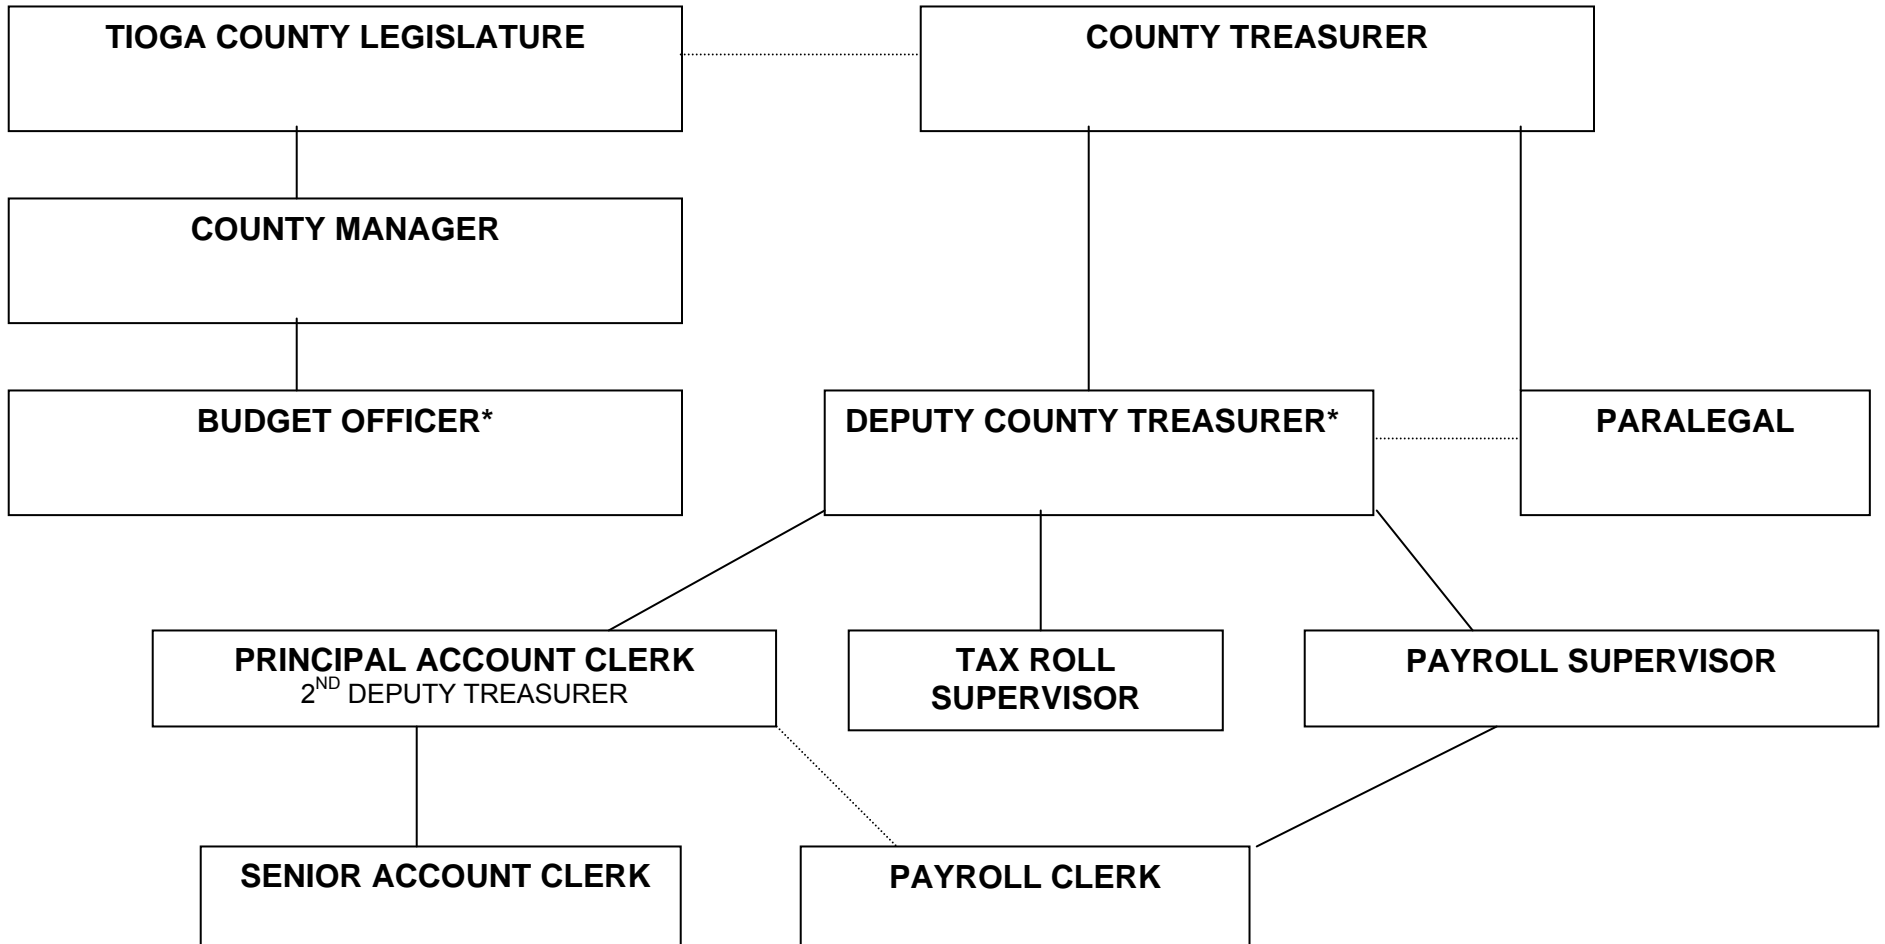 TIOGA COUNTY LEGISLATURE
COUNTY TREASURER
COUNTY MANAGER
BUDGET OFFICER*
DEPUTY COUNTY TREASURER*
PARALEGAL
PRINCIPAL ACCOUNT CLERK
2ND DEPUTY TREASURER
TAX ROLL
SUPERVISOR
PAYROLL SUPERVISOR
SENIOR ACCOUNT CLERK
PAYROLL CLERK